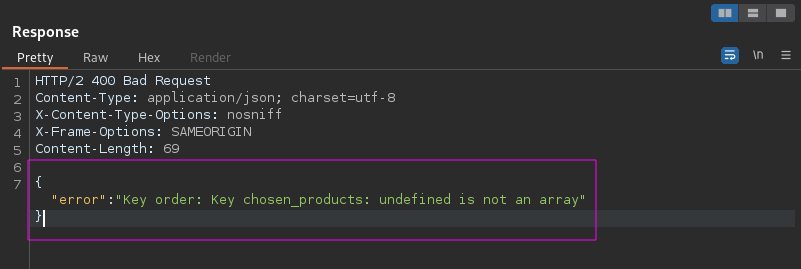 Response
Pretty Raw Hex Render \n
1 HTTP/2 400 Bad Request
2 Content-Type: application/json; charset=utf-8
3 X-Content-Type-Options: nosniff
4 X-Frame-Options: SAMEORIGIN
5 Content-Length: 69
6
7 {
"error":"Key order: Key chosen_products: undefined is not an array"
}